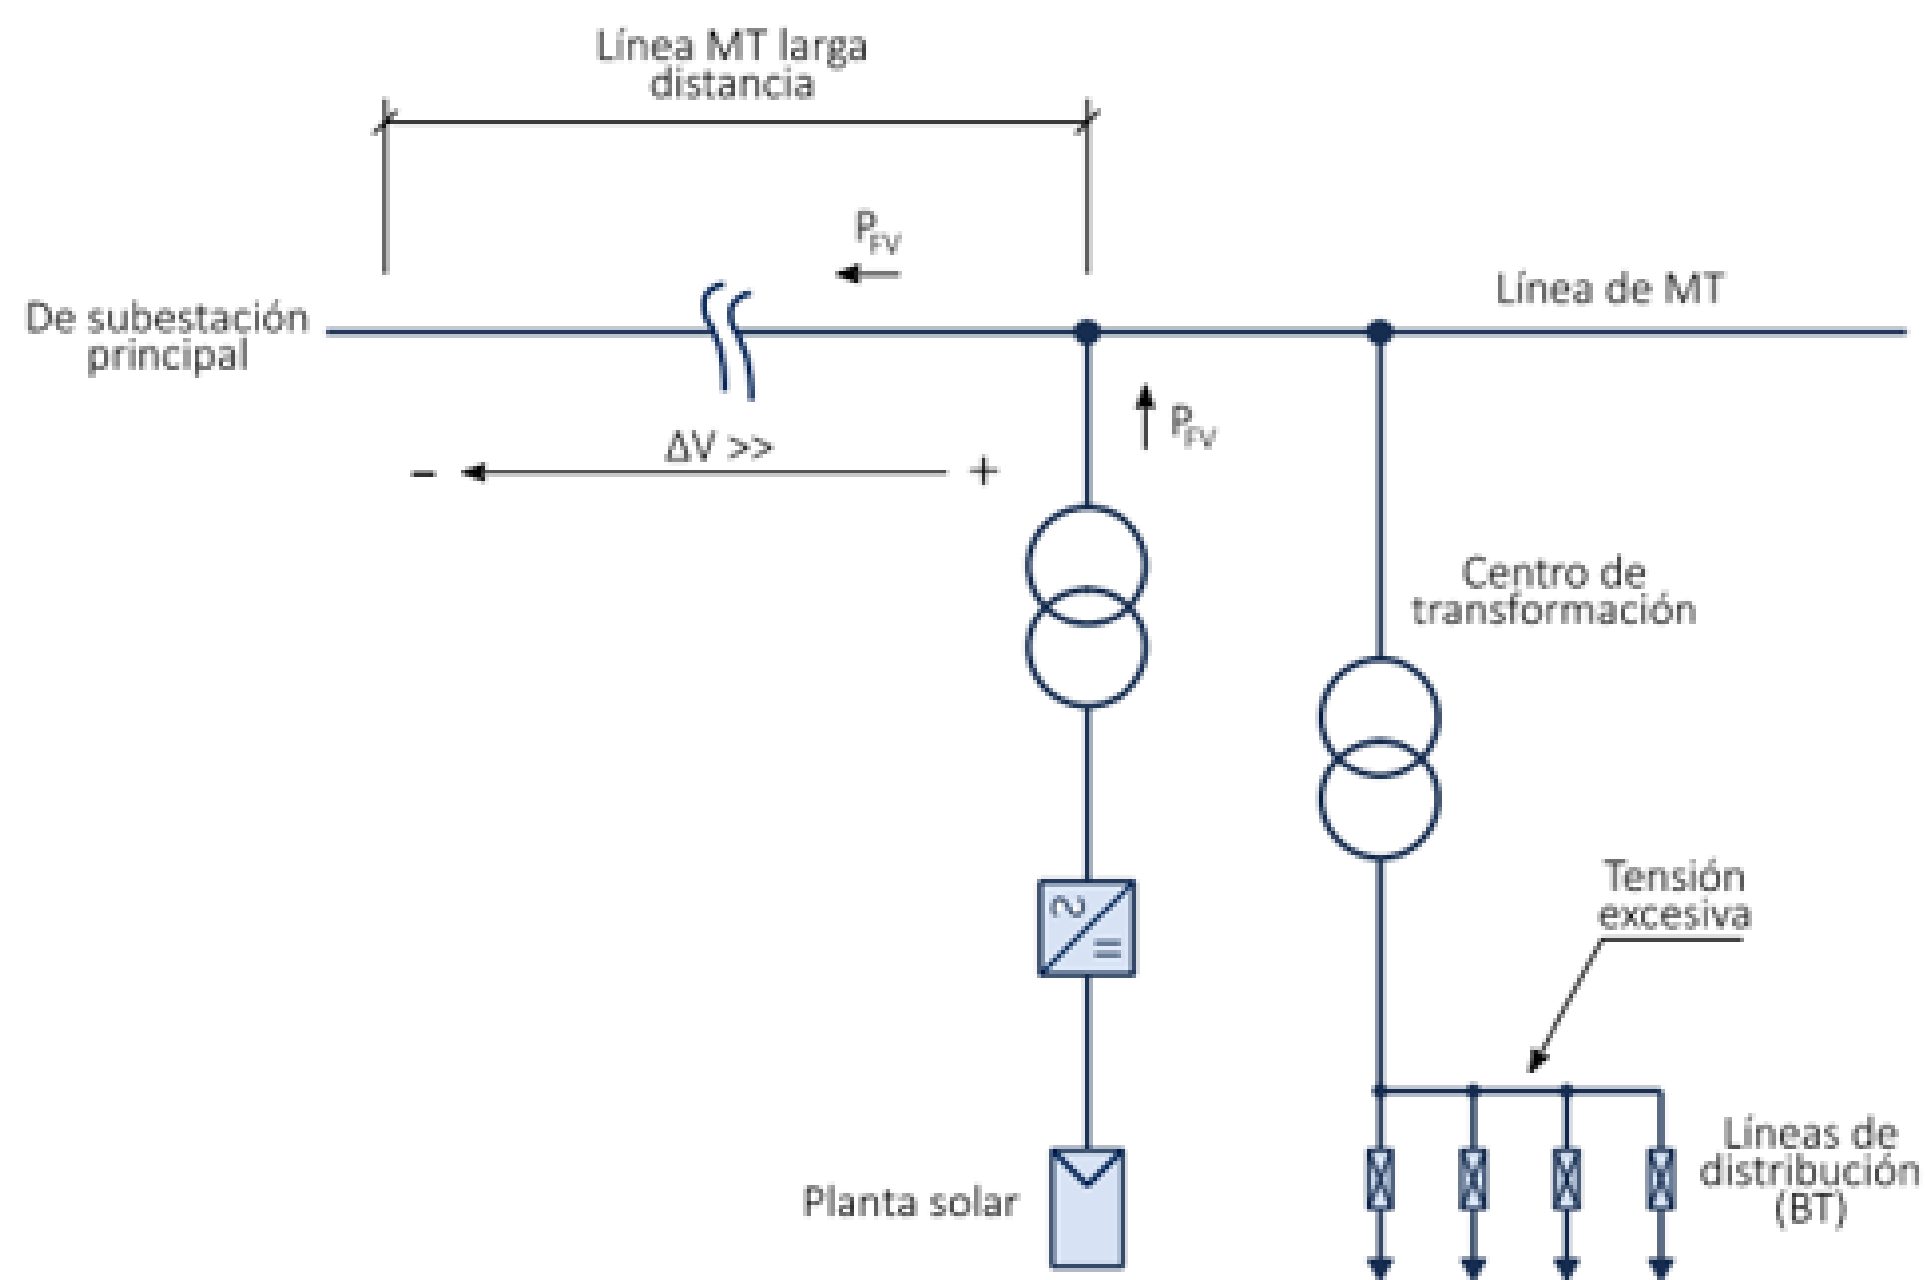 Línea MT larga
distancia
P_FV
De subestación
principal
Línea de MT
ΔV >>
- +
P_FV
Centro de
transformación
Tensión
excesiva
Líneas de
distribución
(BT)
Planta solar